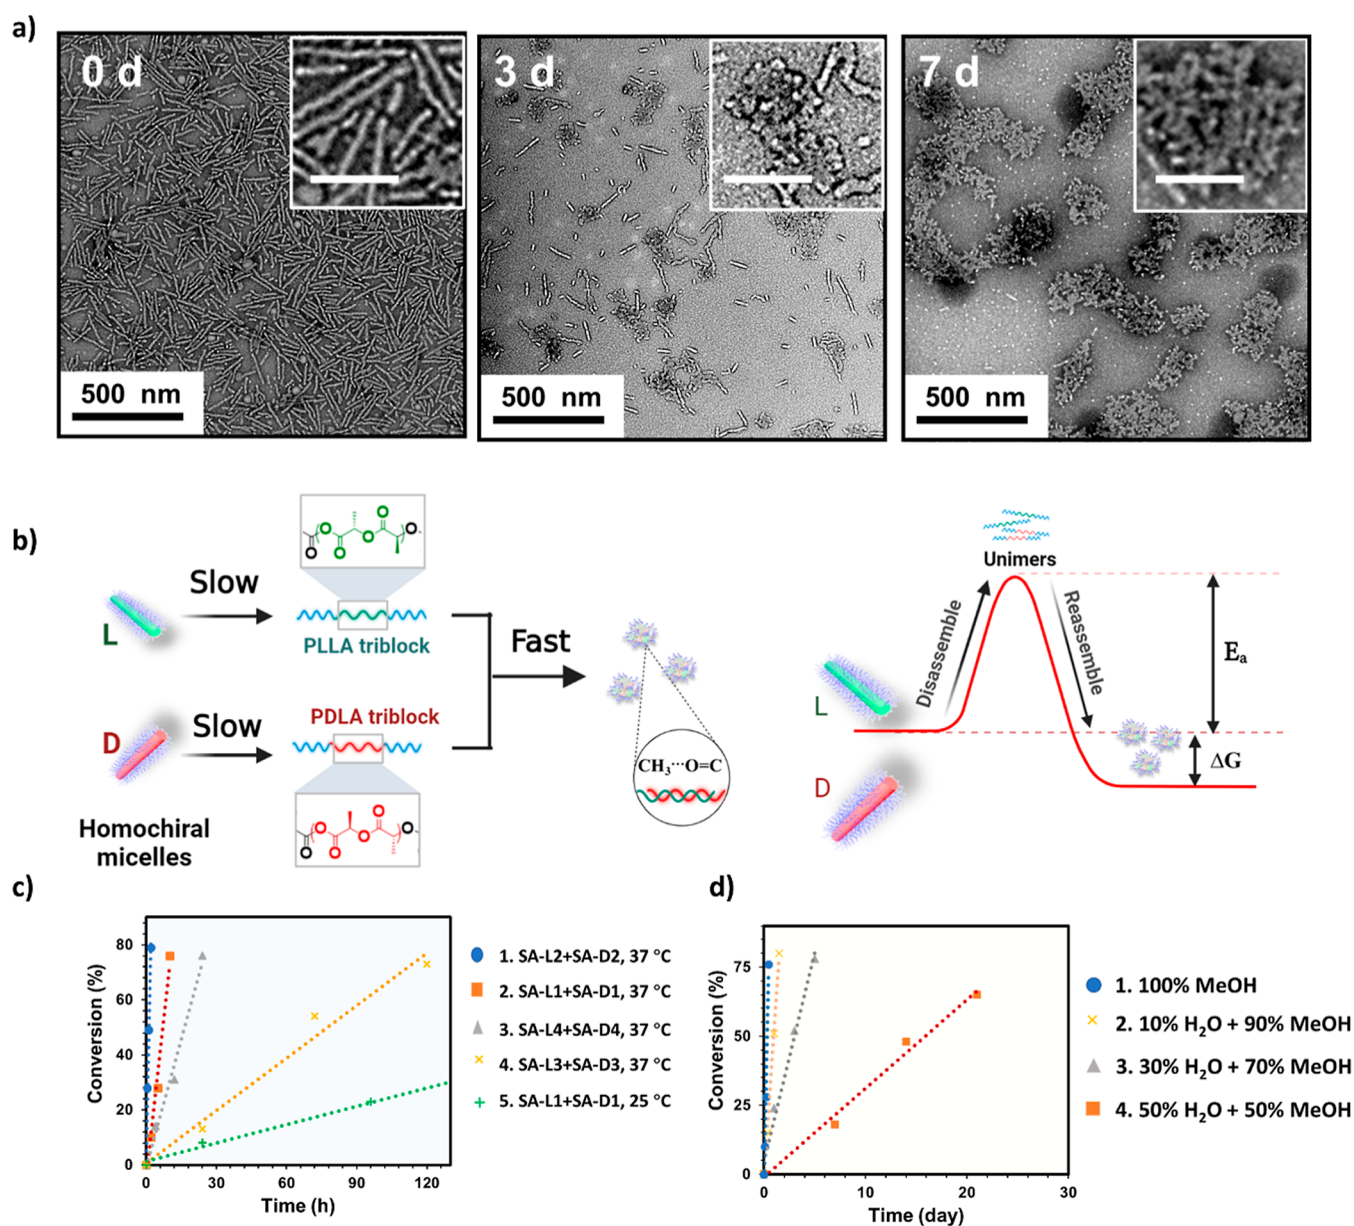 a)
0 d
3 d
7 d
500 nm
500 nm
500 nm
b)
O
O
O
O
O
Slow
L
PLLA triblock
Fast
Slow
D
PDLA triblock
O
O
O
O
O
Homochiral
micelles
CH3···O=C
Unimers
Disassemble
Reassemble
Ea
L
ΔG
D
c)
Conversion (%)
80
60
40
20
0
0 30 60 90 120
Time (h)
1. SA-L2+SA-D2, 37 °C
2. SA-L1+SA-D1, 37 °C
3. SA-L4+SA-D4, 37 °C
4. SA-L3+SA-D3, 37 °C
5. SA-L1+SA-D1, 25 °C
d)
Conversion (%)
75
50
25
0
0 10 20 30
Time (day)
1. 100% MeOH
2. 10% H2O + 90% MeOH
3. 30% H2O + 70% MeOH
4. 50% H2O + 50% MeOH